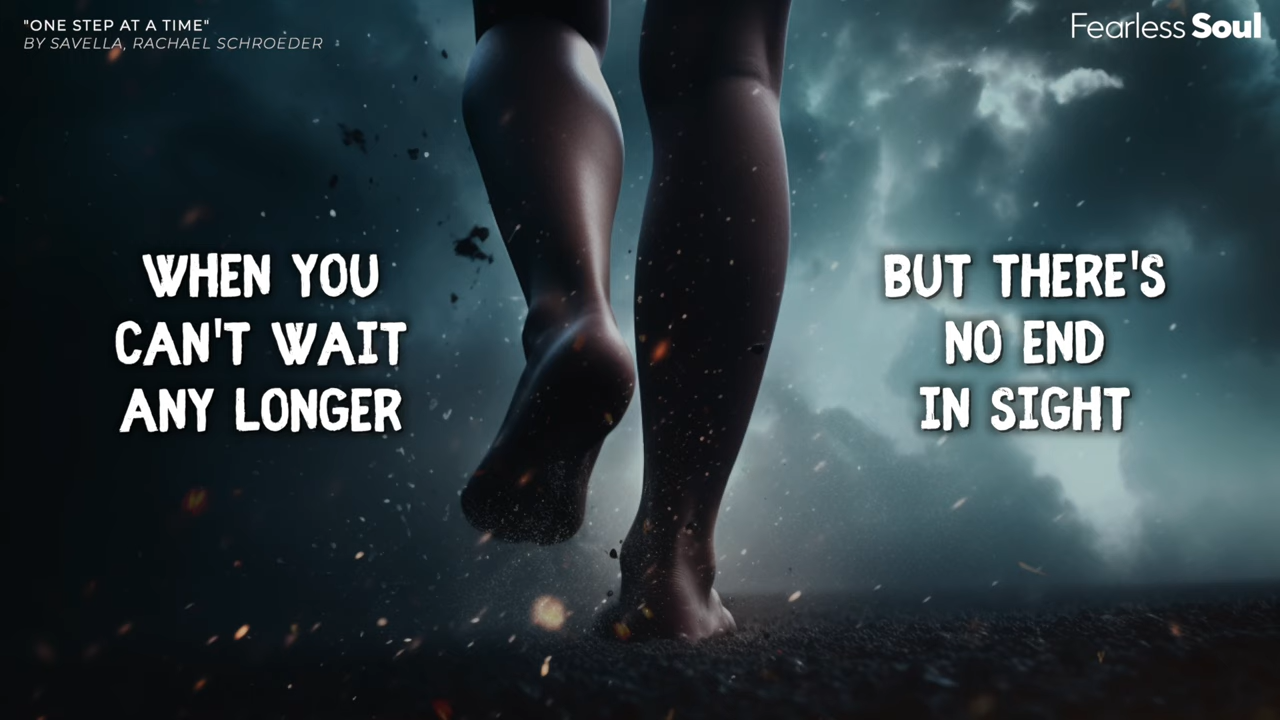 "ONE STEP AT A TIME"
BY SAVELLA, RACHAEL SCHROEDER
Fearless Soul
WHEN YOU
CAN'T WAIT
ANY LONGER
BUT THERE'S
NO END
IN SIGHT